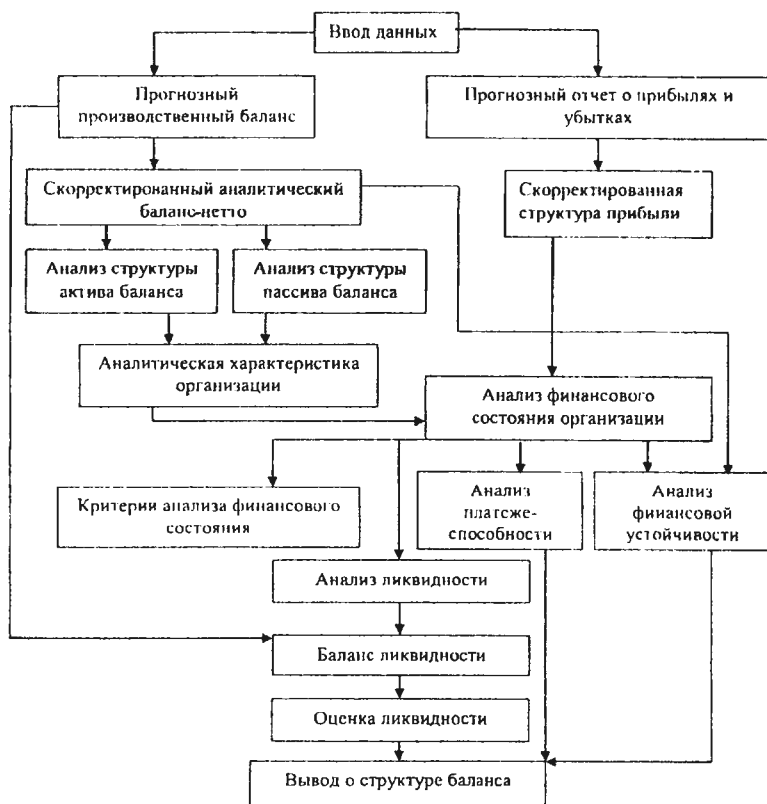 Ввод данных
Прогнозный
производственный баланс
Прогнозный отчет о прибылях и
убытках
Скорректированный аналитический
баланс-нетто
Скорректированная
структура прибыли
Анализ структуры
актива баланса
Анализ структуры
пассива баланса
Аналитическая характеристика
организации
Анализ финансового
состояния организации
Критерии анализа финансового
состояния
Анализ
платеже-
способности
Анализ
финансовой
устойчивости
Анализ ликвидности
Баланс ликвидности
Оценка ликвидности
Вывод о структуре баланса